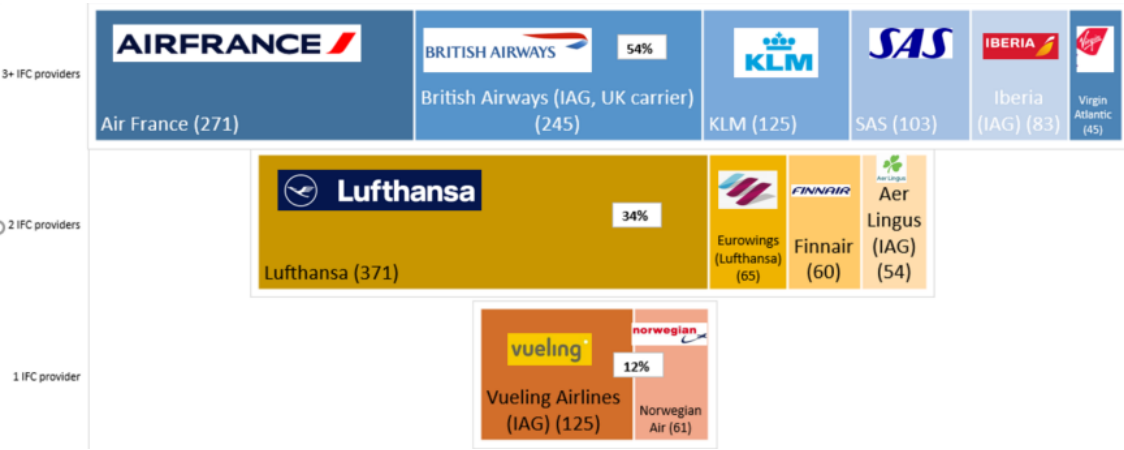 AIRFRANCE
BRITISH AIRWAYS
54%
KLM
SAS
IBERIA
Virgin
3+ IFC providers
Air France (271)
British Airways (IAG, UK carrier)
(245)
KLM (125)
SAS (103)
Iberia
(IAG) (83)
Virgin
Atlantic
(45)
Lufthansa
34%
FINNAIR
Aer Lingus
2 IFC providers
Lufthansa (371)
Eurowings
(Lufthansa)
(65)
Finnair
(60)
Aer
Lingus
(IAG)
(54)
vueling
norwegian
12%
1 IFC provider
Vueling Airlines
(IAG) (125)
Norwegian
Air (61)